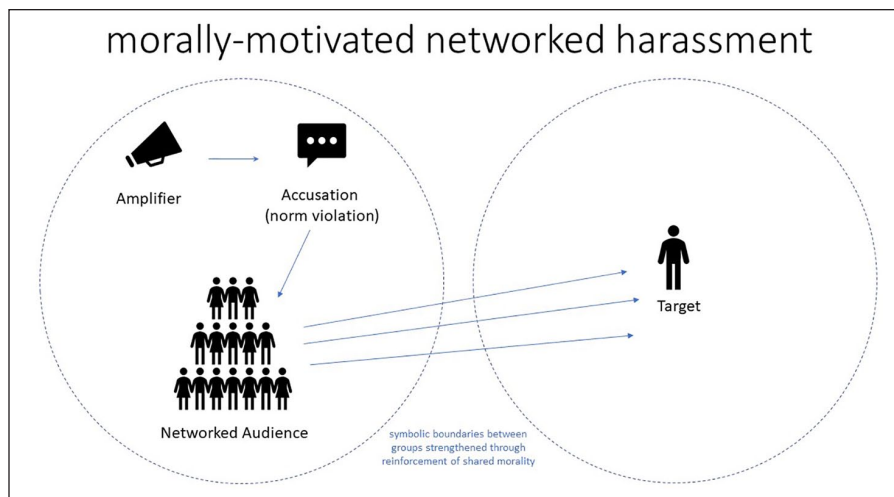 morally-motivated networked harassment
Amplifier
Accusation
(norm violation)
Target
Networked Audience
symbolic boundaries between
groups strengthened through
reinforcement of shared morality